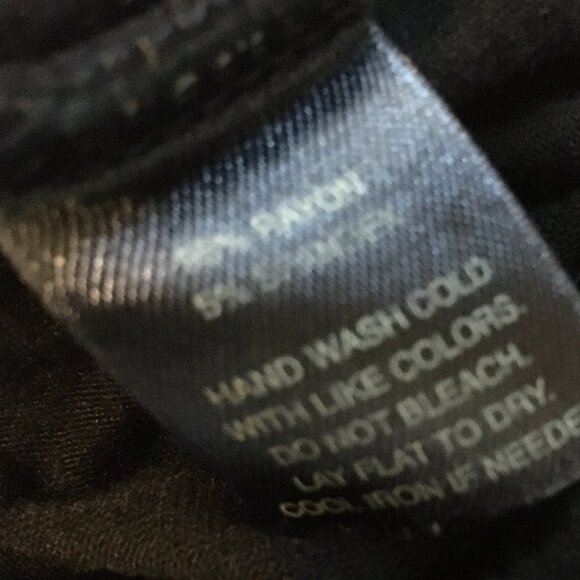 RAYON
5% SPANDEX
HAND WASH COLD
WITH LIKE COLORS.
DO NOT BLEACH.
LAY FLAT TO DRY.
COOL IRON IF NEEDE